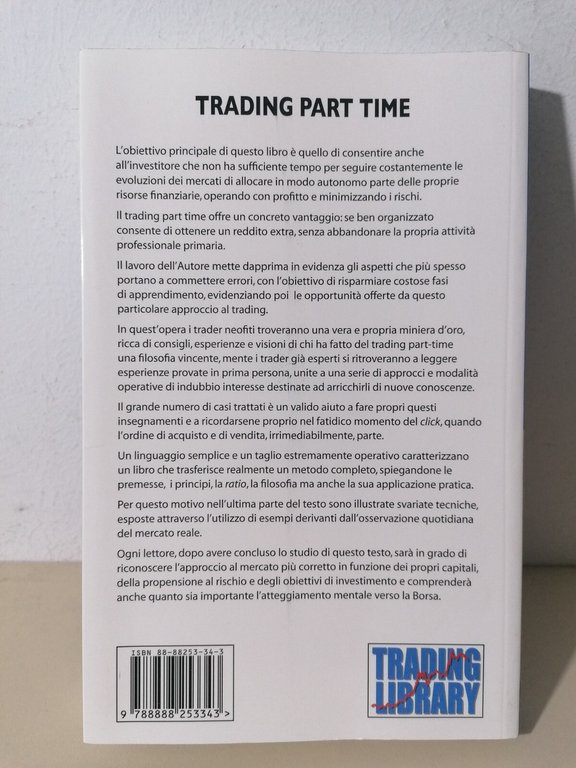 TRADING PART TIME
L'obiettivo principale di questo libro è quello di consentire anche
all'investitore che non ha sufficiente tempo per seguire costantemente le
evoluzioni dei mercati di allocare in modo autonomo parte delle proprie
risorse finanziarie, operando con profitto e minimizzando i rischi.
Il trading part time offre un concreto vantaggio: se ben organizzato
consente di ottenere un reddito extra, senza abbandonare la propria attività
professionale primaria.
Il lavoro dell'Autore mette dapprima in evidenza gli aspetti che più spesso
portano a commettere errori, con l'obiettivo di risparmiare costose fasi
di apprendimento, evidenziando poi le opportunità offerte da questo
particolare approccio al trading.
In quest'opera i trader neofiti troveranno una vera e propria miniera d'oro,
ricca di consigli, esperienze e visioni di chi ha fatto del trading part-time
una filosofia vincente, mente i trader già esperti si ritroveranno a leggere
esperienze provate in prima persona, unite a una serie di approcci e modalità
operative di indubbio interesse destinate ad arricchirli di nuove conoscenze.
Il grande numero di casi trattati è un valido aiuto a fare propri questi
insegnamenti e a ricordarsene proprio nel fatidico momento del click, quando
l'ordine di acquisto e di vendita, irrimediabilmente, parte.
Un linguaggio semplice e un taglio estremamente operativo caratterizzano
un libro che trasferisce realmente un metodo completo, spiegandone le
premesse, i principi, la ratio, la filosofia ma anche la sua applicazione pratica.
Per questo motivo nell'ultima parte del testo sono illustrate svariate tecniche,
esposte attraverso l'utilizzo di esempi derivanti dall'osservazione quotidiana
del mercato reale.
Ogni lettore, dopo avere concluso lo studio di questo testo, sarà in grado di
riconoscere l'approccio al mercato più corretto in funzione dei propri capitali,
della propensione al rischio e degli obiettivi di investimento e comprenderà
anche quanto sia importante l'atteggiamento mentale verso la Borsa.
ISBN 88-88253-34-3
9 788888 253343 >
TRADING
LIBRARY